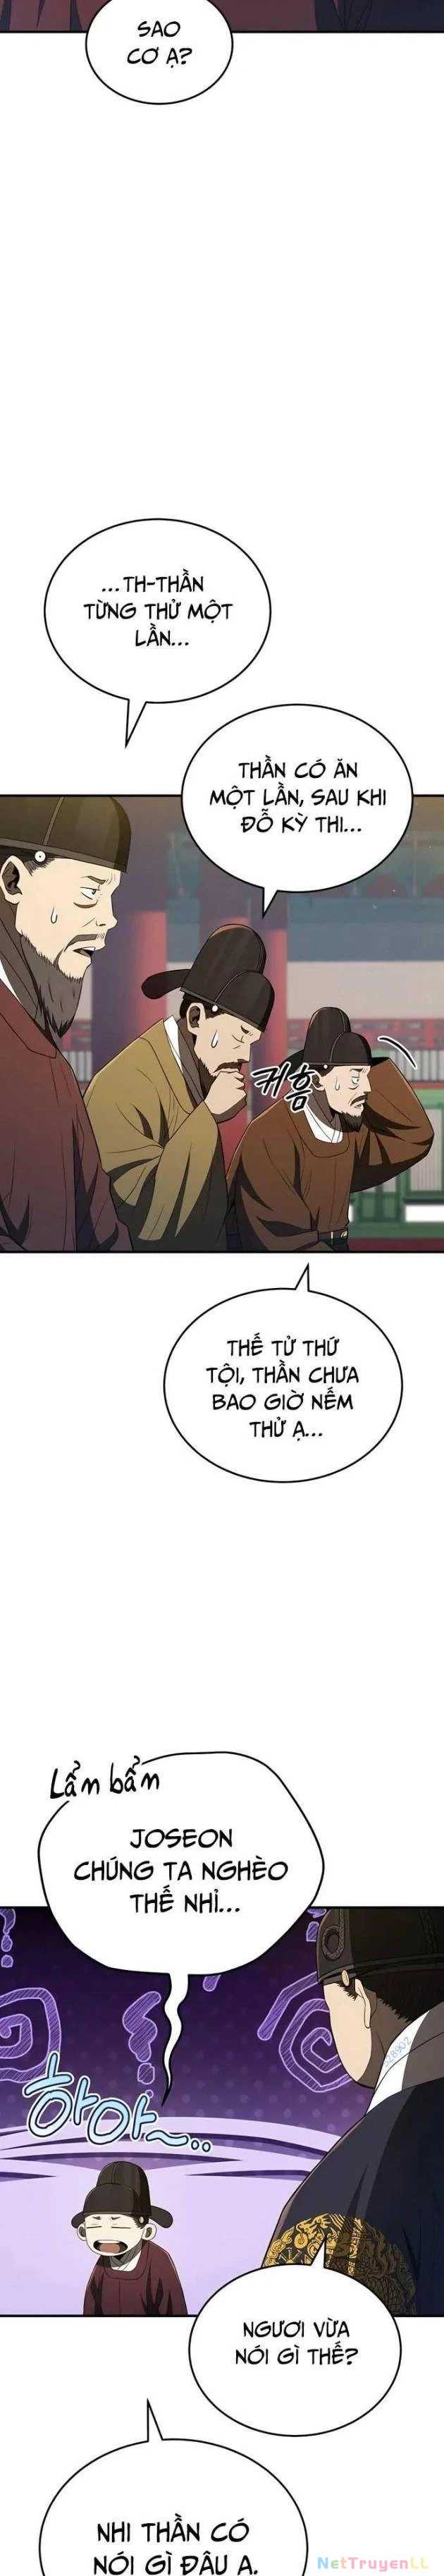 SAO
CƠ Ạ?
...TH-THẦN
TỪNG THỬ MỘT
LẦN...
THẦN CÓ ĂN
MỘT LẦN, SAU KHI
ĐỖ KỲ THI...
커흠
THẾ TỬ THỨ
TỘI, THẦN CHƯA
BAO GIỜ NẾM
THỬ Ạ...
Lẩm bẩm
JOSEON
CHÚNG TA NGHÈO
THẾ NHỈ...
하아~..
NGƯƠI VỪA
NÓI GÌ THẾ?
NHI THẦN CÓ
NÓI GÌ ĐÂU Ạ.
NetTruyenLL